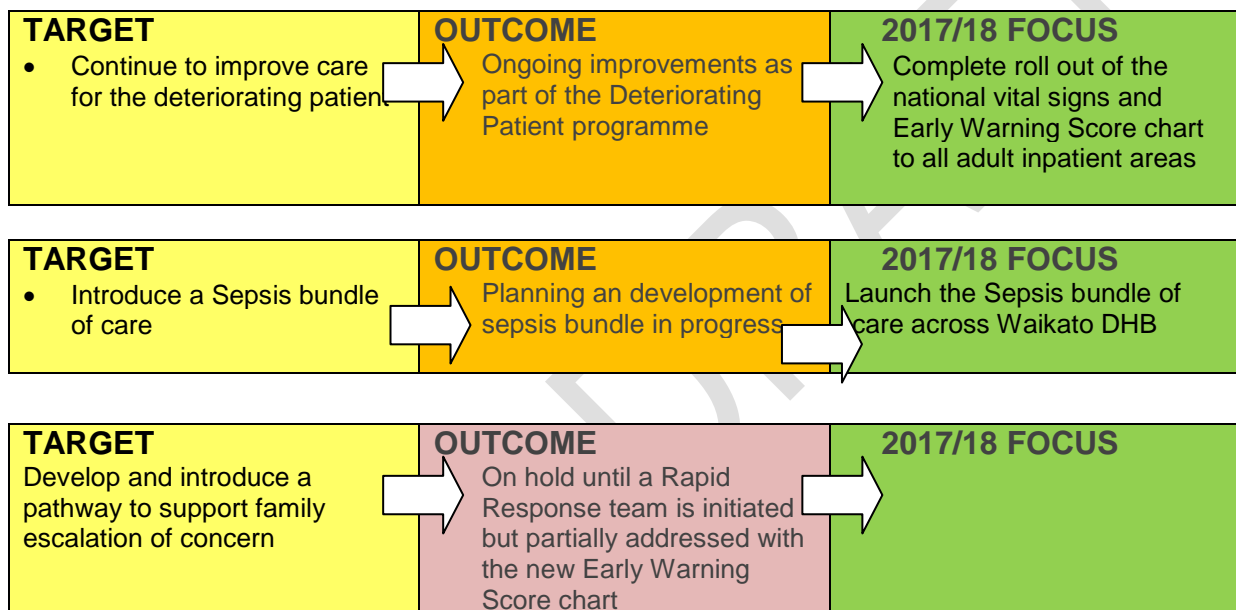 TARGET
• Continue to improve care
for the deteriorating patient
OUTCOME
Ongoing improvements as
part of the Deteriorating
Patient programme
2017/18 FOCUS
Complete roll out of the
national vital signs and
Early Warning Score chart
to all adult inpatient areas
TARGET
• Introduce a Sepsis bundle
of care
OUTCOME
Planning an development of
sepsis bundle in progress
2017/18 FOCUS
Launch the Sepsis bundle of
care across Waikato DHB
TARGET
Develop and introduce a
pathway to support family
escalation of concern
OUTCOME
On hold until a Rapid
Response team is initiated
but partially addressed with
the new Early Warning
Score chart
2017/18 FOCUS